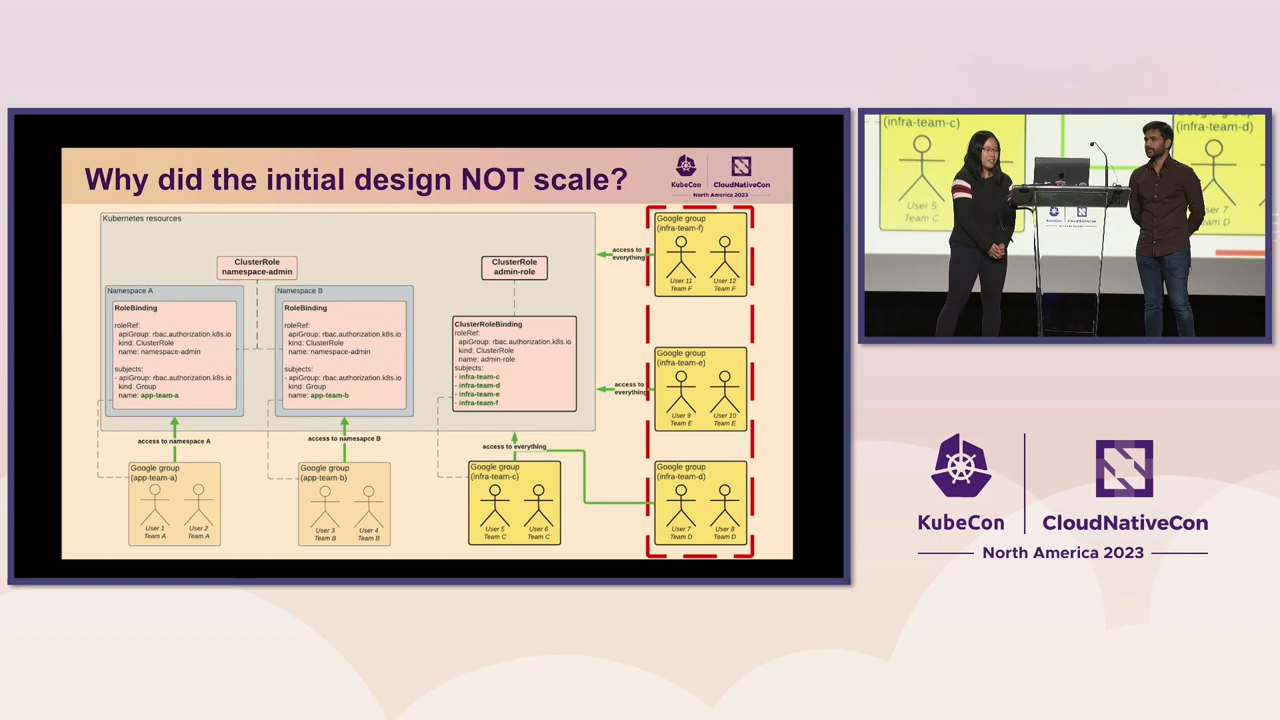 Why did the initial design NOT scale?
KubeCon
CloudNativeCon
North America 2023
Kubernetes resources
ClusterRole
namespace-admin
ClusterRole
admin-role
Namespace A
RoleBinding
roleRef:
apiGroup: rbac.authorization.k8s.io
kind: ClusterRole
name: namespace-admin
subjects:
- apiGroup: rbac.authorization.k8s.io
kind: Group
name: app-team-a
Namespace B
RoleBinding
roleRef:
apiGroup: rbac.authorization.k8s.io
kind: ClusterRole
name: namespace-admin
subjects:
- apiGroup: rbac.authorization.k8s.io
kind: Group
name: app-team-b
ClusterRoleBinding
roleRef:
apiGroup: rbac.authorization.k8s.io
kind: ClusterRole
name: admin-role
subjects:
- infra-team-c
- infra-team-d
- infra-team-e
- infra-team-f
access to namespace A
access to namesapce B
access to everything
access to
everything
access to
everything
Google group
(app-team-a)
User 1
Team A
User 2
Team A
Google group
(app-team-b)
User 3
Team B
User 4
Team B
Google group
(infra-team-c)
User 5
Team C
User 6
Team C
Google group
(infra-team-f)
User 11
Team F
User 12
Team F
Google group
(infra-team-e)
User 9
Team E
User 10
Team E
Google group
(infra-team-d)
User 7
Team D
User 8
Team D
(infra-team-c)
User 5
Team C
Google group
(infra-team-d)
KubeCon
CloudNativeCon
North America 2023